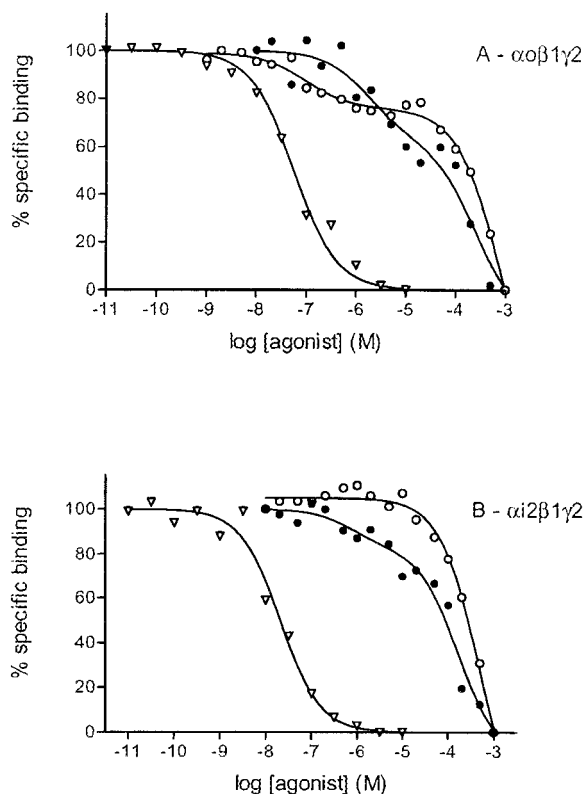 A - αoβ1γ2
% specific binding
100
80
60
40
20
0
-11 -10 -9 -8 -7 -6 -5 -4 -3
log [agonist] (M)
B - αi2β1γ2
% specific binding
100
80
60
40
20
0
-11 -10 -9 -8 -7 -6 -5 -4 -3
log [agonist] (M)